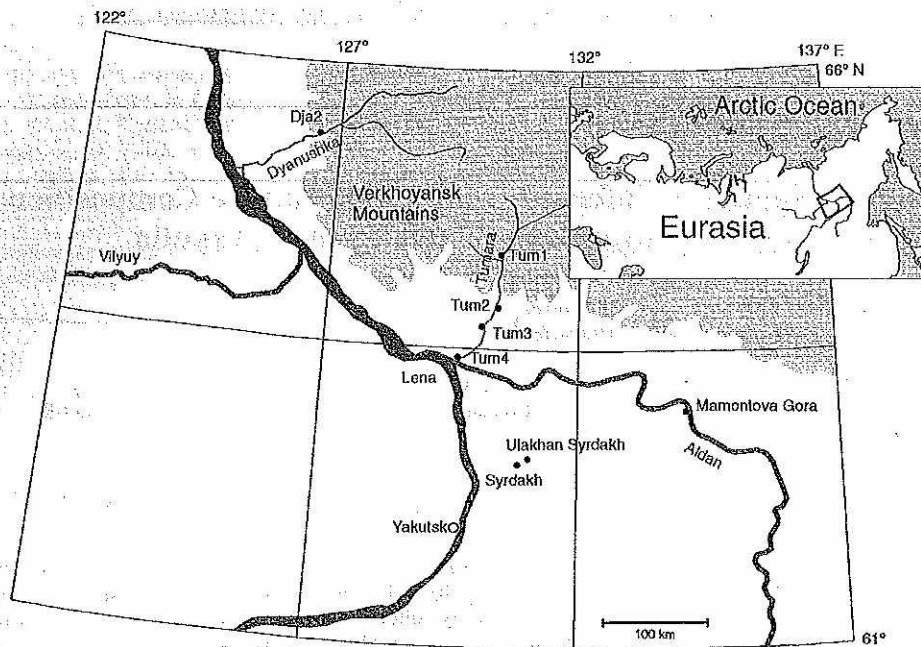 122°
127°
132°
137° E
66° N
Arctic Ocean
Eurasia
Dja2
Dyanushka
Verkhoyansk
Mountains
Tumara
Tum1
Vilyuy
Tum2
Tum3
Tum4
Lena
Mamontova Gora
Aldan
Ulakhan Syrdakh
Syrdakh
Yakutsk
100 km
61°